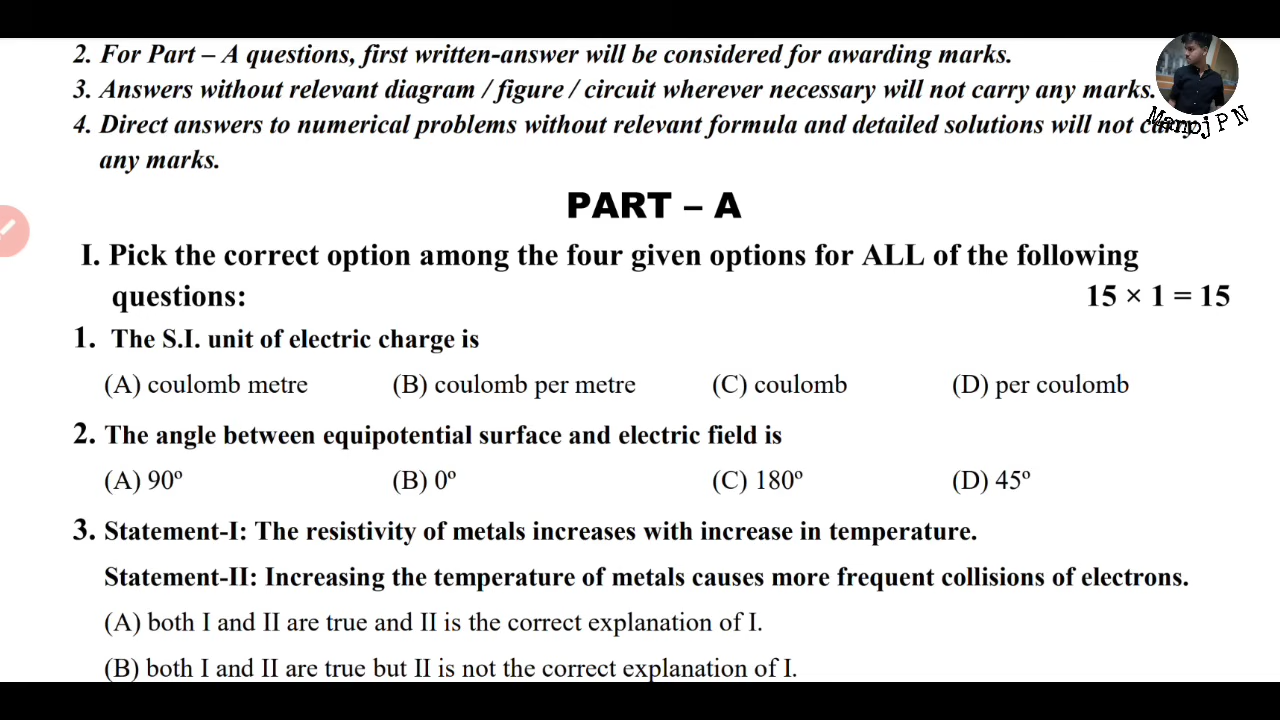 2. For Part – A questions, first written-answer will be considered for awarding marks.
3. Answers without relevant diagram / figure / circuit wherever necessary will not carry any marks.
4. Direct answers to numerical problems without relevant formula and detailed solutions will not carry
any marks.
Manoj P N
PART – A
I. Pick the correct option among the four given options for ALL of the following
questions: 15 × 1 = 15
1. The S.I. unit of electric charge is
(A) coulomb metre (B) coulomb per metre (C) coulomb (D) per coulomb
2. The angle between equipotential surface and electric field is
(A) 90º (B) 0º (C) 180º (D) 45º
3. Statement-I: The resistivity of metals increases with increase in temperature.
Statement-II: Increasing the temperature of metals causes more frequent collisions of electrons.
(A) both I and II are true and II is the correct explanation of I.
(B) both I and II are true but II is not the correct explanation of I.